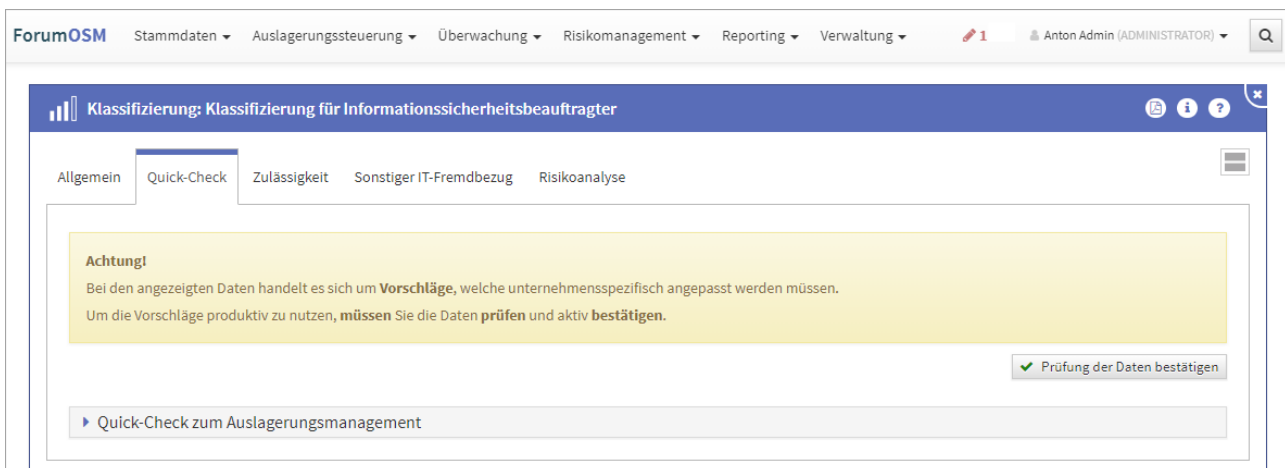 ForumOSM Stammdaten Auslagerungssteuerung Überwachung Risikomanagement Reporting Verwaltung 1 Anton Admin (ADMINISTRATOR)
Klassifizierung: Klassifizierung für Informationssicherheitsbeauftragter
Allgemein Quick-Check Zulässigkeit Sonstiger IT-Fremdbezug Risikoanalyse
Achtung!
Bei den angezeigten Daten handelt es sich um Vorschläge, welche unternehmensspezifisch angepasst werden müssen.
Um die Vorschläge produktiv zu nutzen, müssen Sie die Daten prüfen und aktiv bestätigen.
Prüfung der Daten bestätigen
Quick-Check zum Auslagerungsmanagement